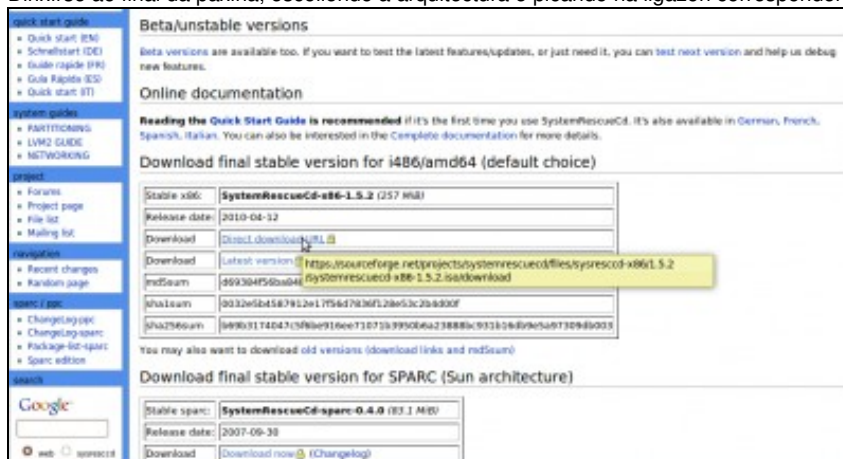 quick start guide
Quick start (EN)
Schnellstart (DE)
Guide rapide (FR)
Guía Rápida (ES)
Quick start (IT)
system guides
PARTITIONING
LVM2 GUIDE
NETWORKING
project
Forums
Project page
File list
Mailing list
navigation
Recent changes
Random page
sparc / ppc
ChangeLog-ppc
ChangeLog-sparc
Package-list-sparc
Sparc edition
search
Google
web
sysresccd
Beta/unstable versions
Beta versions are available too. If you want to test the latest features/updates, or just need it, you can test next version and help us debug
new features.
Online documentation
Reading the Quick Start Guide is recommended if it's the first time you use SystemRescueCd. It's also available in German, French,
Spanish, Italian. You can also be interested in the Complete documentation for more details.
Download final stable version for i486/amd64 (default choice)
Stable x86: SystemRescueCd-x86-1.5.2 (257 MiB)
Release date: 2010-04-12
Download Direct download URL
Download Latest version
https://sourceforge.net/projects/systemrescuecd/files/sysresccd-x86/1.5.2
/systemrescuecd-x86-1.5.2.iso/download
md5sum
sha1sum
sha256sum
You may also want to download old versions (download links and md5sum)
Download final stable version for SPARC (Sun architecture)
Stable sparc: SystemRescueCd-sparc-0.4.0 (83.1 MiB)
Release date: 2007-09-30
Download Download now (Changelog)